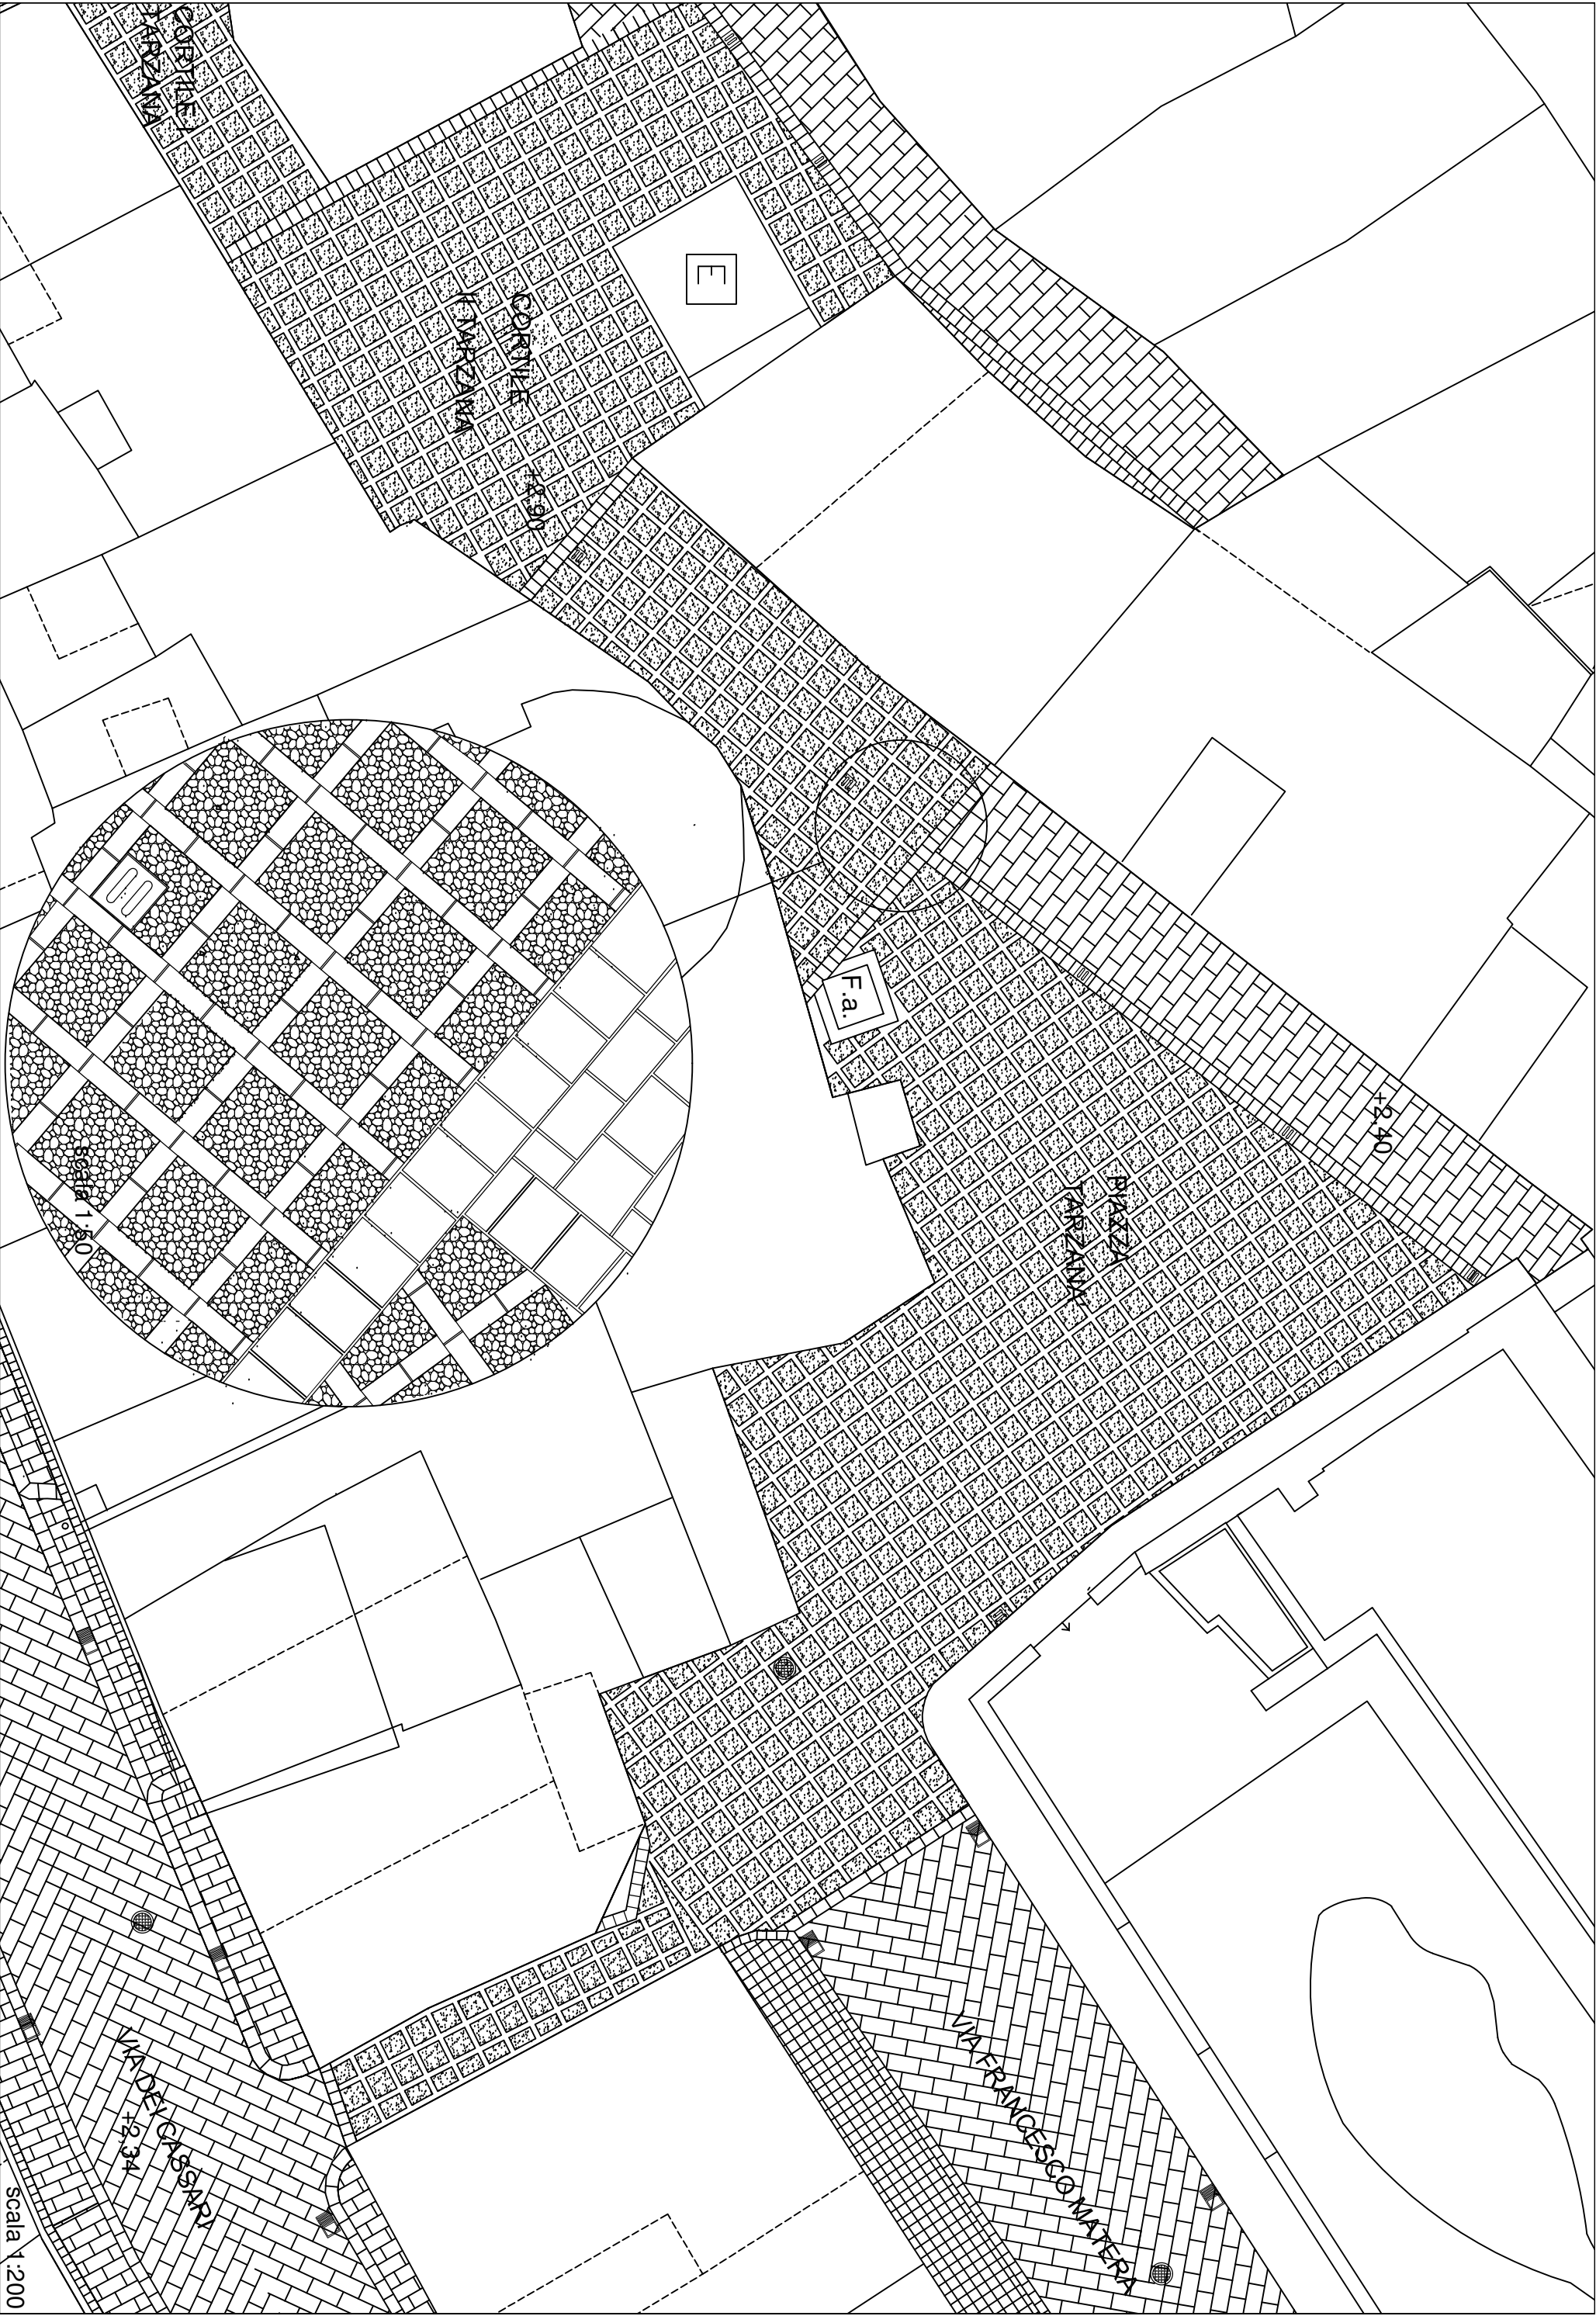 CORTILE I
TARZANA
E
CORTILE
II TARZANA
+2.90
F.a.
+2,40
PIAZZA
TARZANA'
scala 1:50
VIA FRANCESCO MATERA
VIA DEI CASSARI
+2,34
scala 1:200